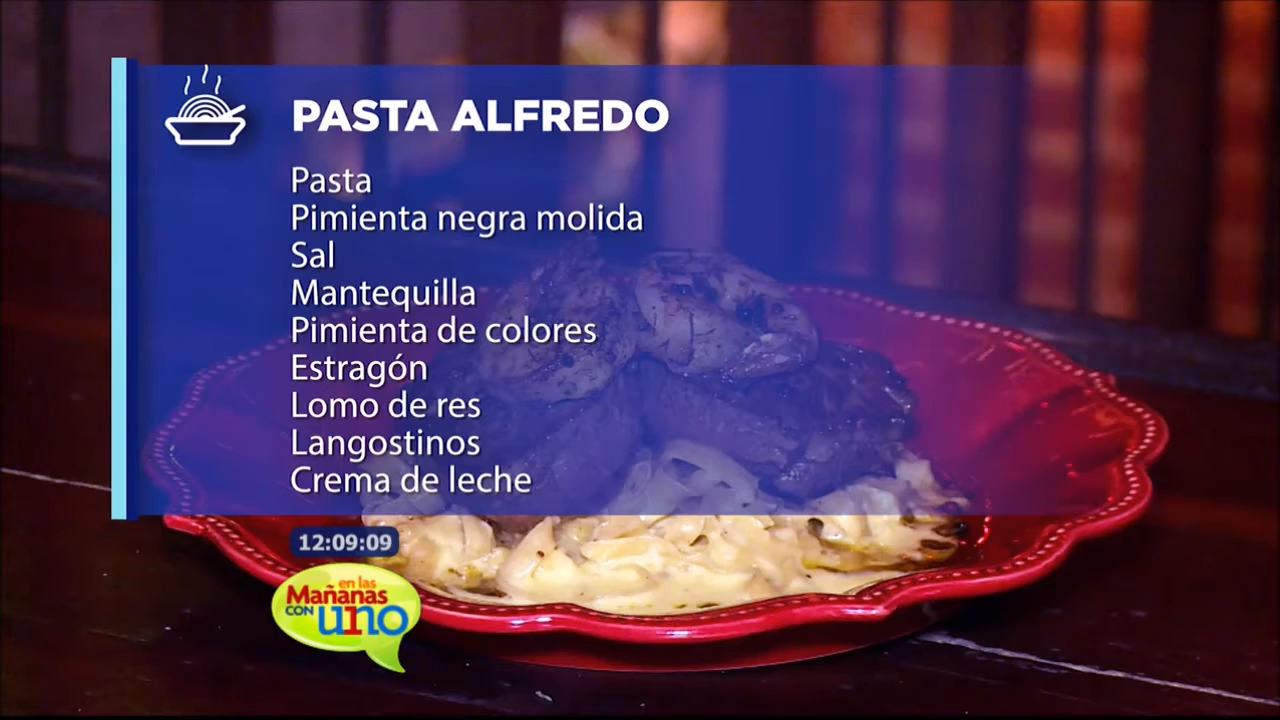 PASTA ALFREDO
Pasta
Pimienta negra molida
Sal
Mantequilla
Pimienta de colores
Estragón
Lomo de res
Langostinos
Crema de leche
12:09:09
en las
Mañanas
CON uno